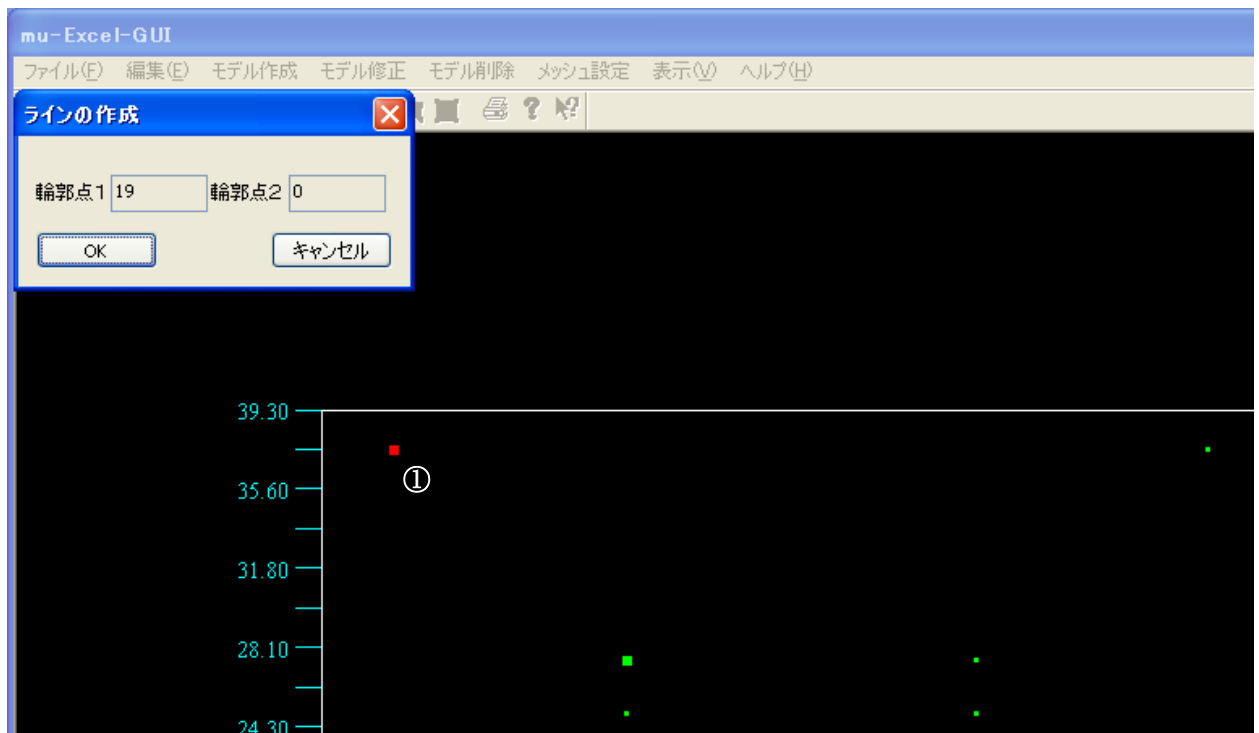 mu-Excel-GUI
ファイル(F) 編集(E) モデル作成 モデル修正 モデル削除 メッシュ設定 表示(V) ヘルプ(H)
ラインの作成
輪郭点1 19 輪郭点2 0
OK キャンセル
39.30
①
35.60
31.80
28.10
24.30